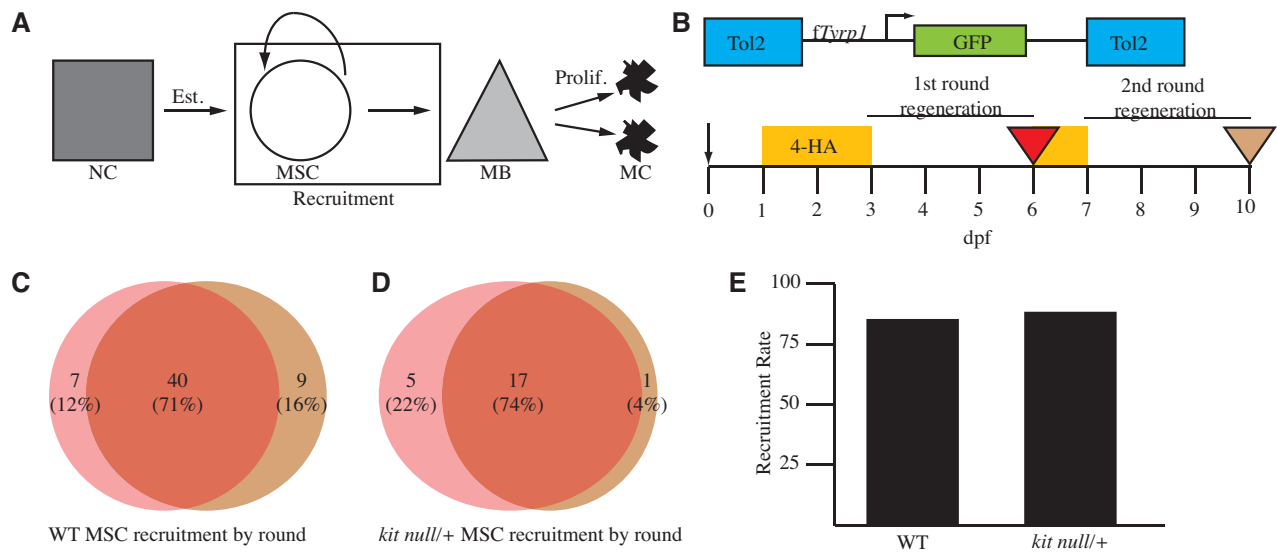 A
Est.
Prolif.
NC
MSC
MB
MC
Recruitment
B
Tol2
fTyrp1
GFP
Tol2
1st round
regeneration
2nd round
regeneration
4-HA
0 1 2 3 4 5 6 7 8 9 10
dpf
C
7
(12%)
40
(71%)
9
(16%)
WT MSC recruitment by round
D
5
(22%)
17
(74%)
1
(4%)
kit null/+ MSC recruitment by round
E
Recruitment Rate
100
75
50
25
WT
kit null/+